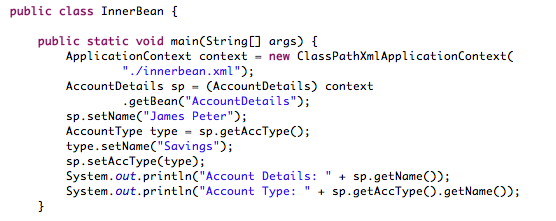 public class InnerBean {
public static void main(String[] args) {
ApplicationContext context = new ClassPathXmlApplicationContext(
"./innerbean.xml");
AccountDetails sp = (AccountDetails) context
.getBean("AccountDetails");
sp.setName("James Peter");
AccountType type = sp.getAccType();
type.setName("Savings");
sp.setAccType(type);
System.out.println("Account Details: " + sp.getName());
System.out.println("Account Type: " + sp.getAccType().getName());
}